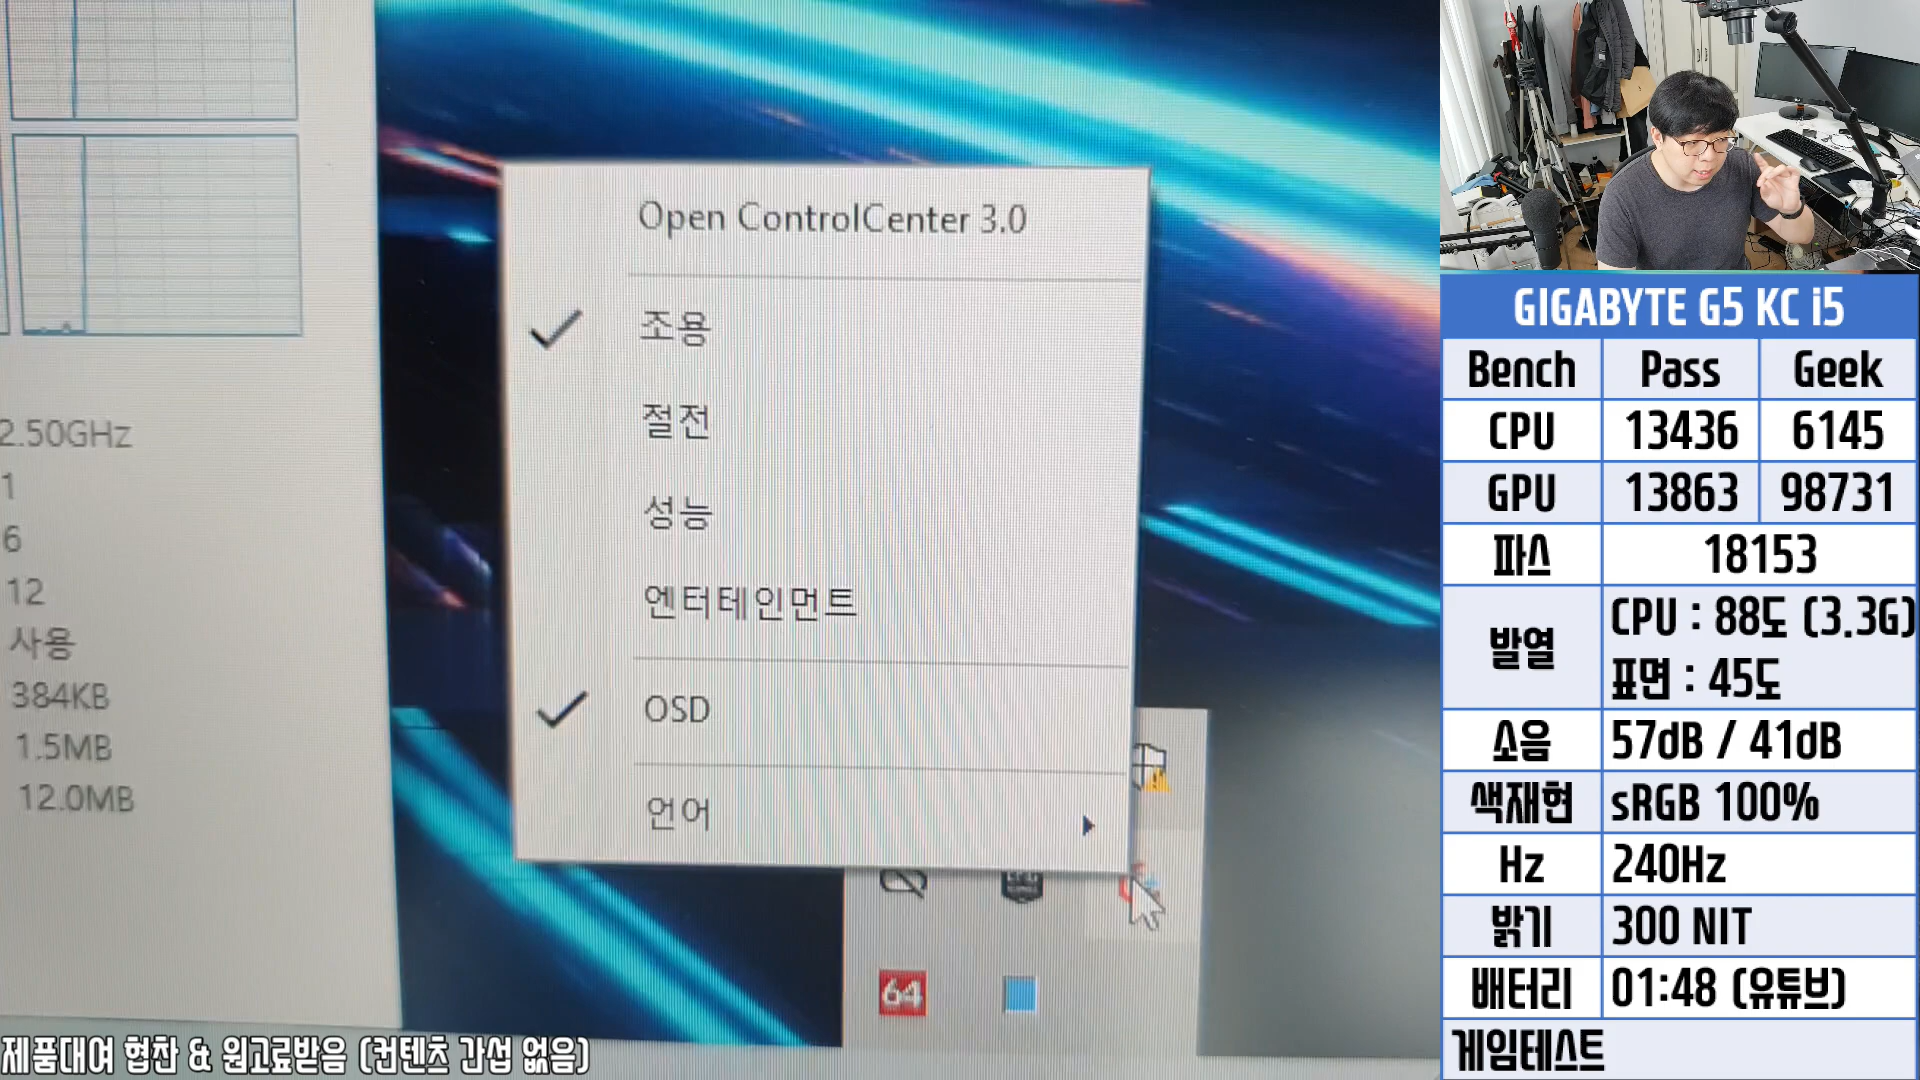 Open ControlCenter 3.0
조용
절전
성능
엔터테인먼트
OSD
언어
2.50GHz
1
6
12
사용
384KB
1.5MB
12.0MB
64
제품대여 협찬 & 원고료받음 (컨텐츠 간섭 없음)
GIGABYTE G5 KC i5
Bench Pass Geek
CPU 13436 6145
GPU 13863 98731
파스 18153
발열 CPU : 88도 (3.3G)
표면 : 45도
소음 57dB / 41dB
색재현 sRGB 100%
Hz 240Hz
밝기 300 NIT
배터리 01:48 (유튜브)
게임테스트